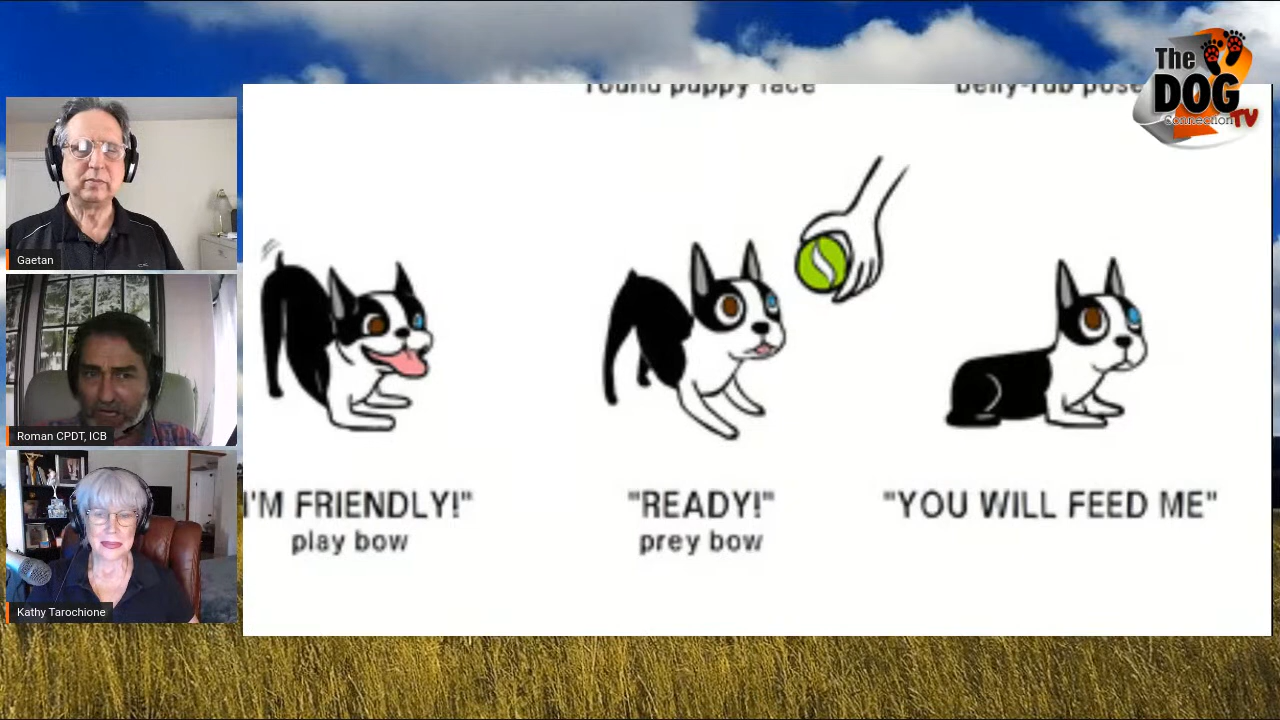 round puppy face
belly-rub pose
The
DOG
Connection TV
Gaetan
Roman CPDT, ICB
Kathy Tarochione
I'M FRIENDLY!"
play bow
"READY!"
prey bow
"YOU WILL FEED ME"